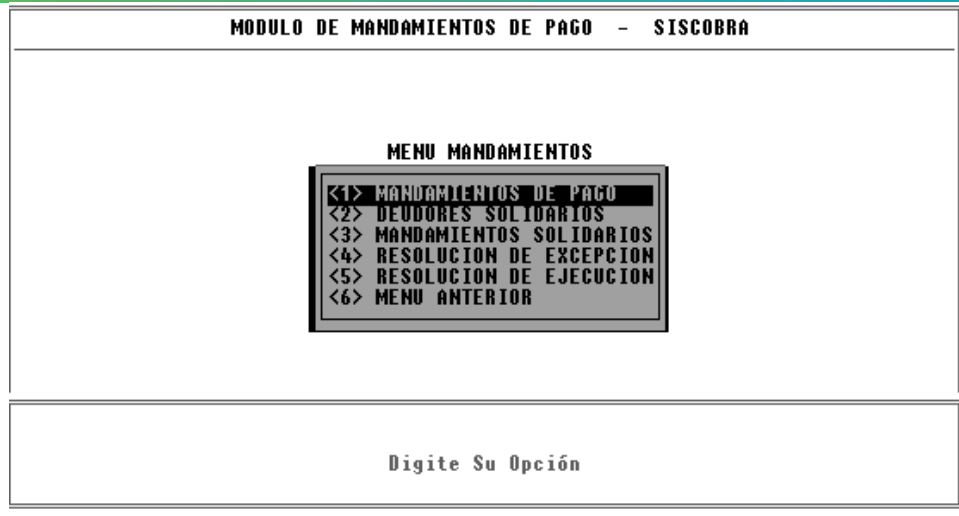 MODULO DE MANDAMIENTOS DE PAGO - SISCOBRA
MENU MANDAMIENTOS
<1> MANDAMIENTOS DE PAGO
<2> DEUDORES SOLIDARIOS
<3> MANDAMIENTOS SOLIDARIOS
<4> RESOLUCION DE EXCEPCION
<5> RESOLUCION DE EJECUCION
<6> MENU ANTERIOR
Digite Su Opción